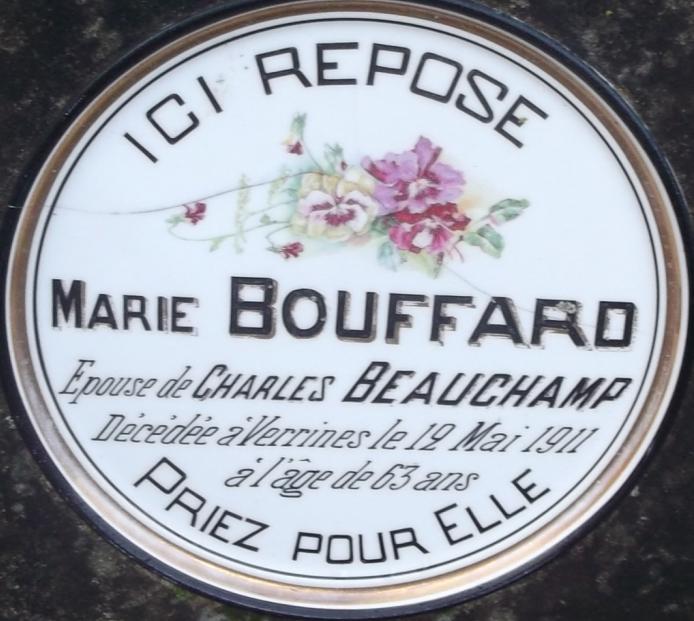 ICI REPOSE
MARIE BOUFFARD
Epouse de CHARLES BEAUCHAMP
Décédée à Verrines le 12 Mai 1911
à l'âge de 63 ans
PRIEZ POUR ELLE